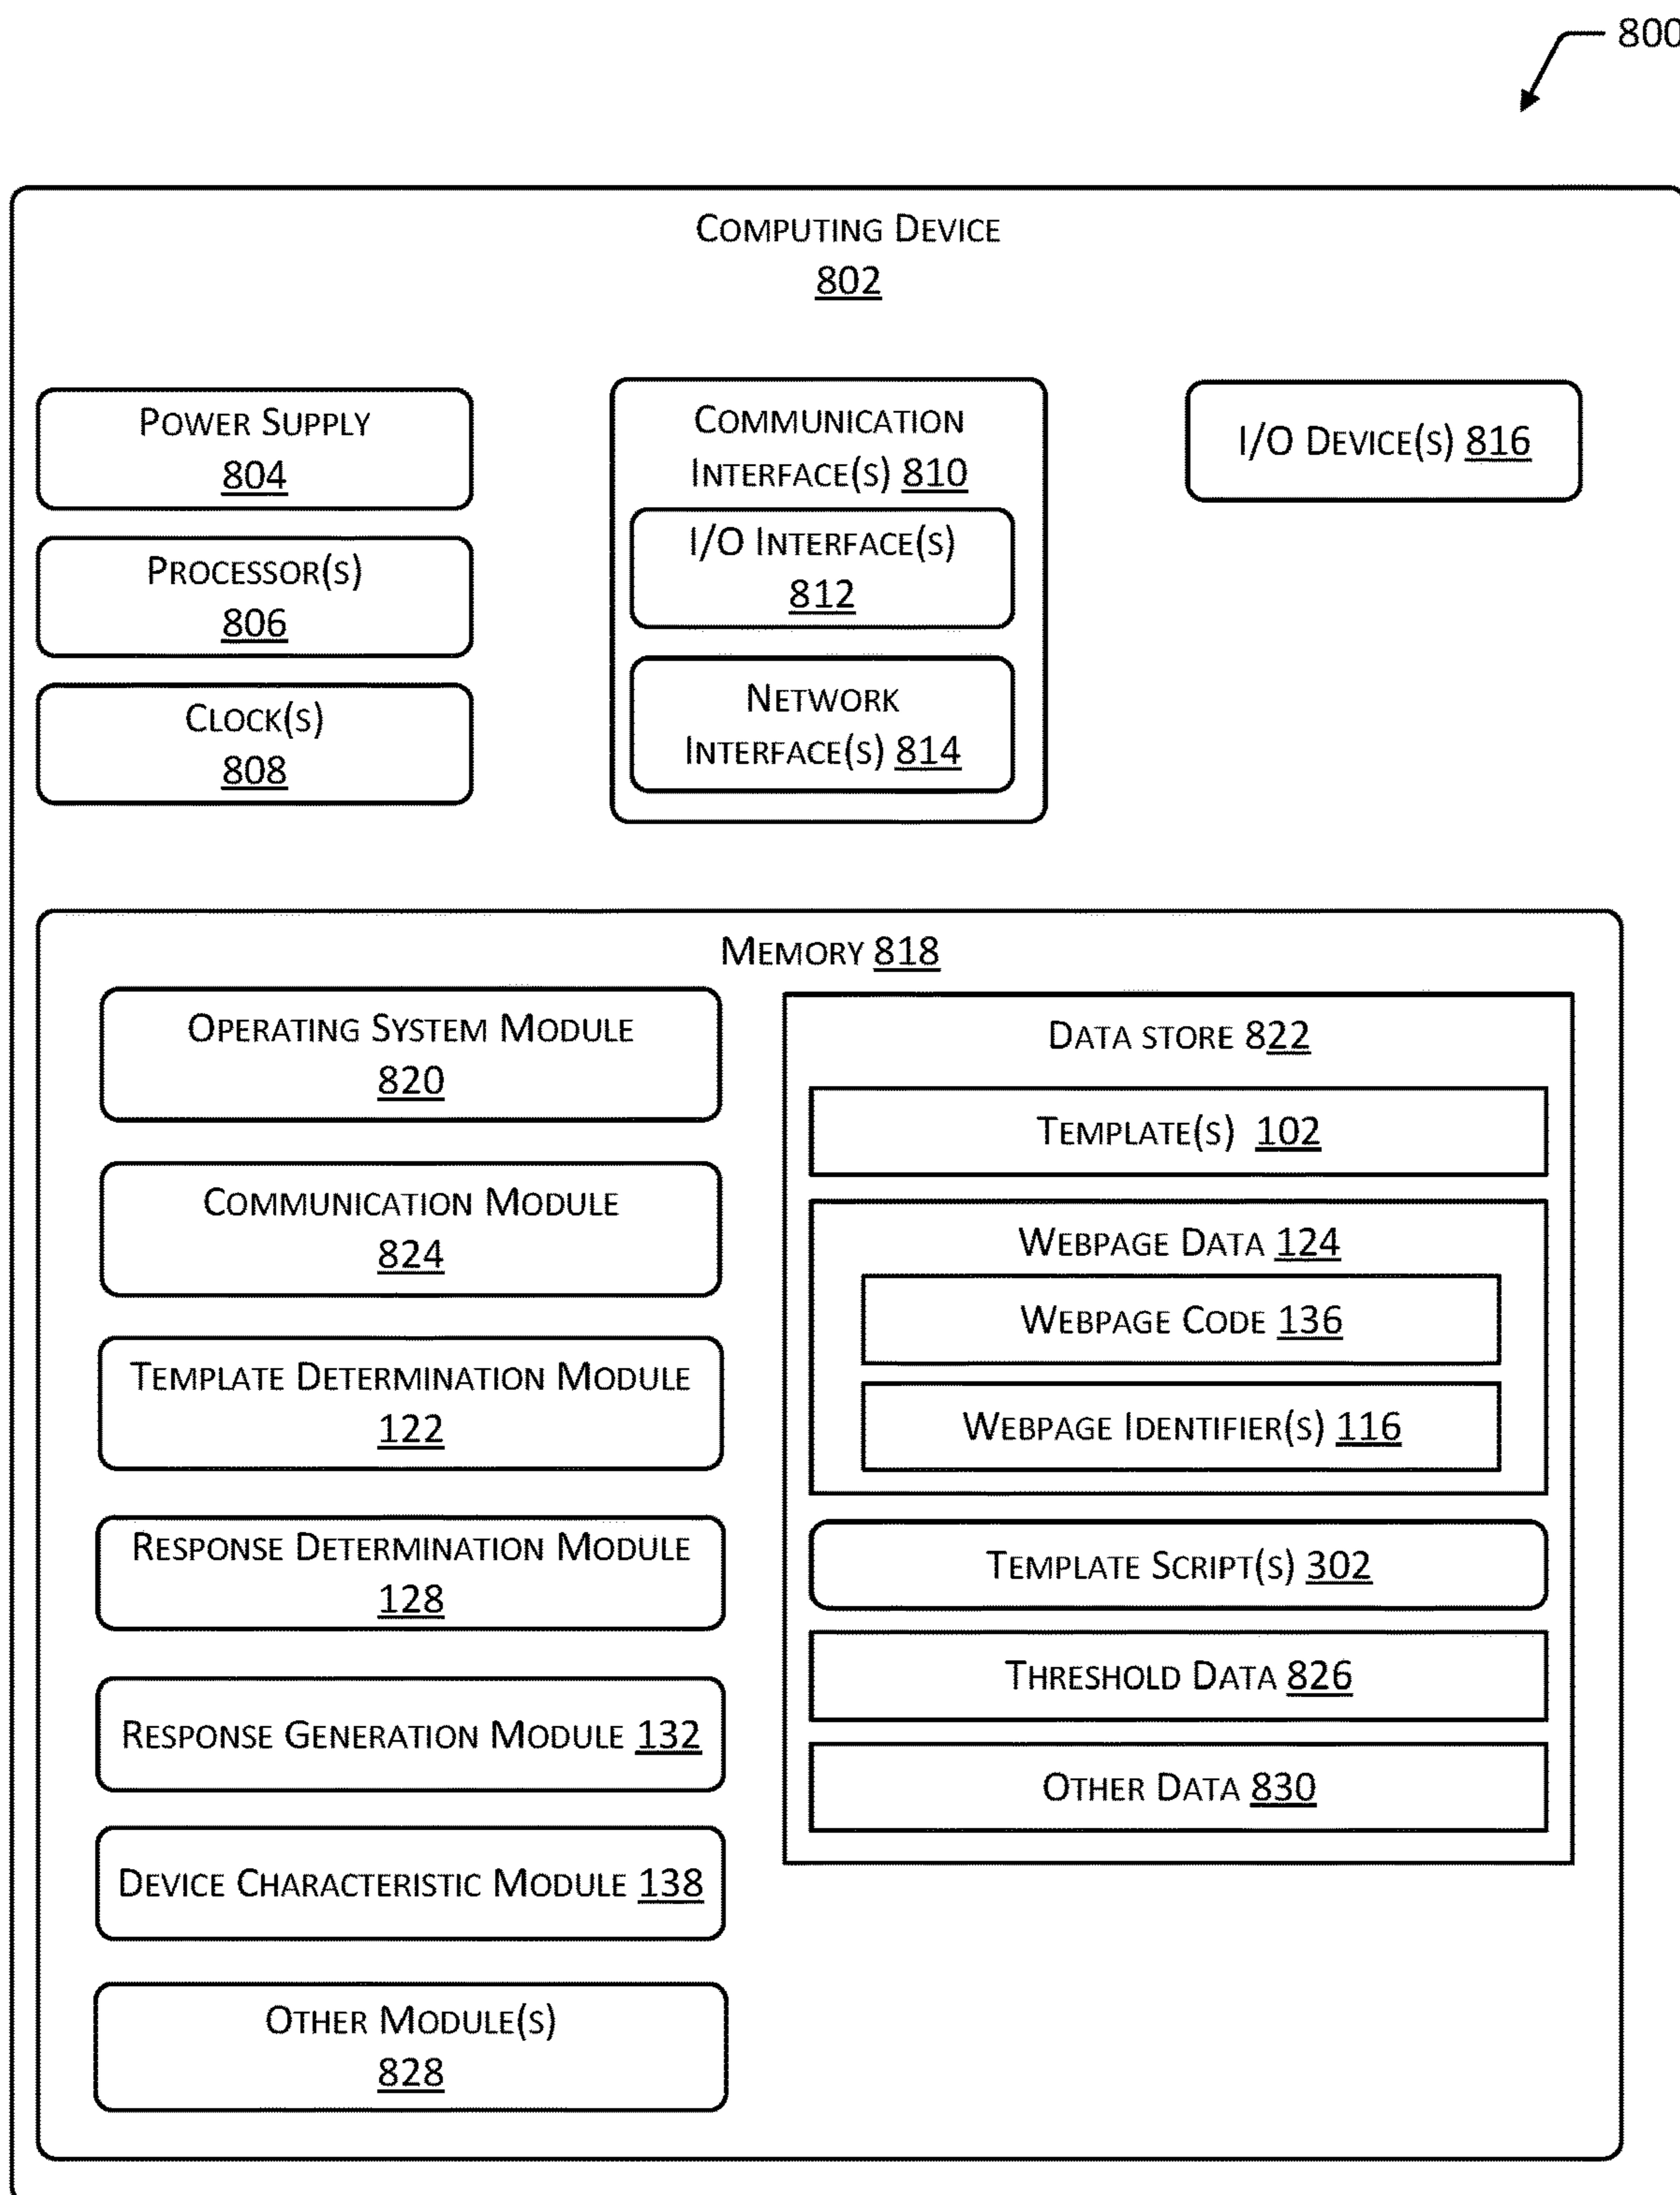 800
COMPUTING DEVICE
802
POWER SUPPLY
804
PROCESSOR(S)
806
CLOCK(S)
808
COMMUNICATION
INTERFACE(S) 810
I/O INTERFACE(S)
812
NETWORK
INTERFACE(S) 814
I/O DEVICE(S) 816
MEMORY 818
OPERATING SYSTEM MODULE
820
COMMUNICATION MODULE
824
TEMPLATE DETERMINATION MODULE
122
RESPONSE DETERMINATION MODULE
128
RESPONSE GENERATION MODULE 132
DEVICE CHARACTERISTIC MODULE 138
OTHER MODULE(S)
828
DATA STORE 822
TEMPLATE(S) 102
WEBPAGE DATA 124
WEBPAGE CODE 136
WEBPAGE IDENTIFIER(S) 116
TEMPLATE SCRIPT(S) 302
THRESHOLD DATA 826
OTHER DATA 830